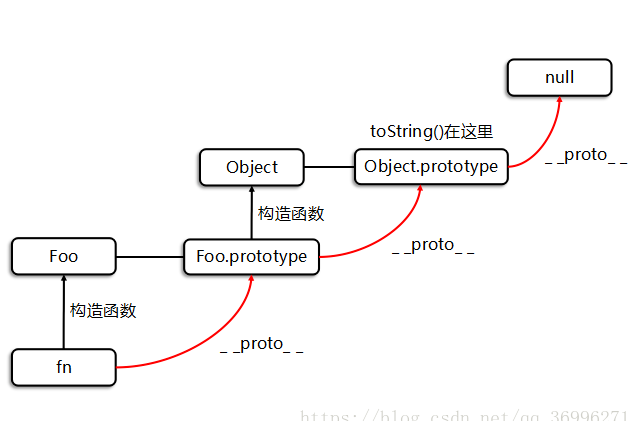 null
toString()在这里
_ _proto_ _
Object
Object.prototype
构造函数
_ _proto_ _
Foo
Foo.prototype
构造函数
_ _proto_ _
fn
https://blog.csdn.net/qq_36996271